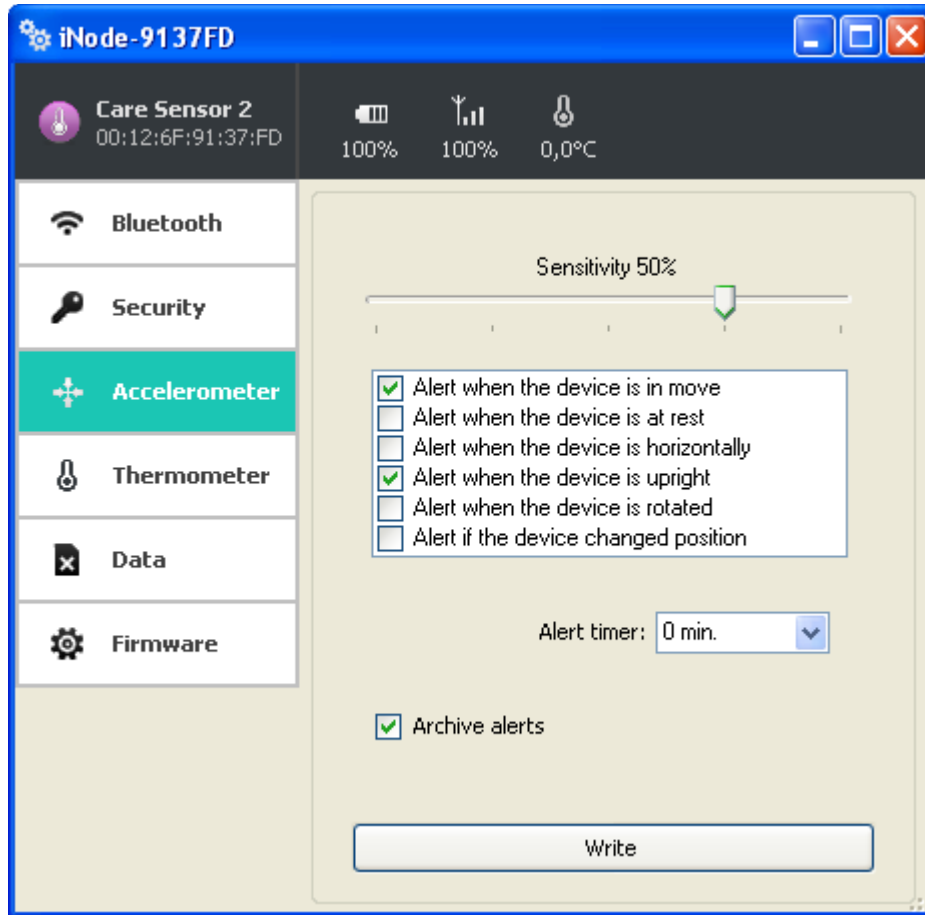 iNode-9137FD
Care Sensor 2
00:12:6F:91:37:FD
100%
100%
0,0°C
Bluetooth
Security
Accelerometer
Thermometer
Data
Firmware
Sensitivity 50%
Alert when the device is in move
Alert when the device is at rest
Alert when the device is horizontally
Alert when the device is upright
Alert when the device is rotated
Alert if the device changed position
Alert timer: 0 min.
Archive alerts
Write